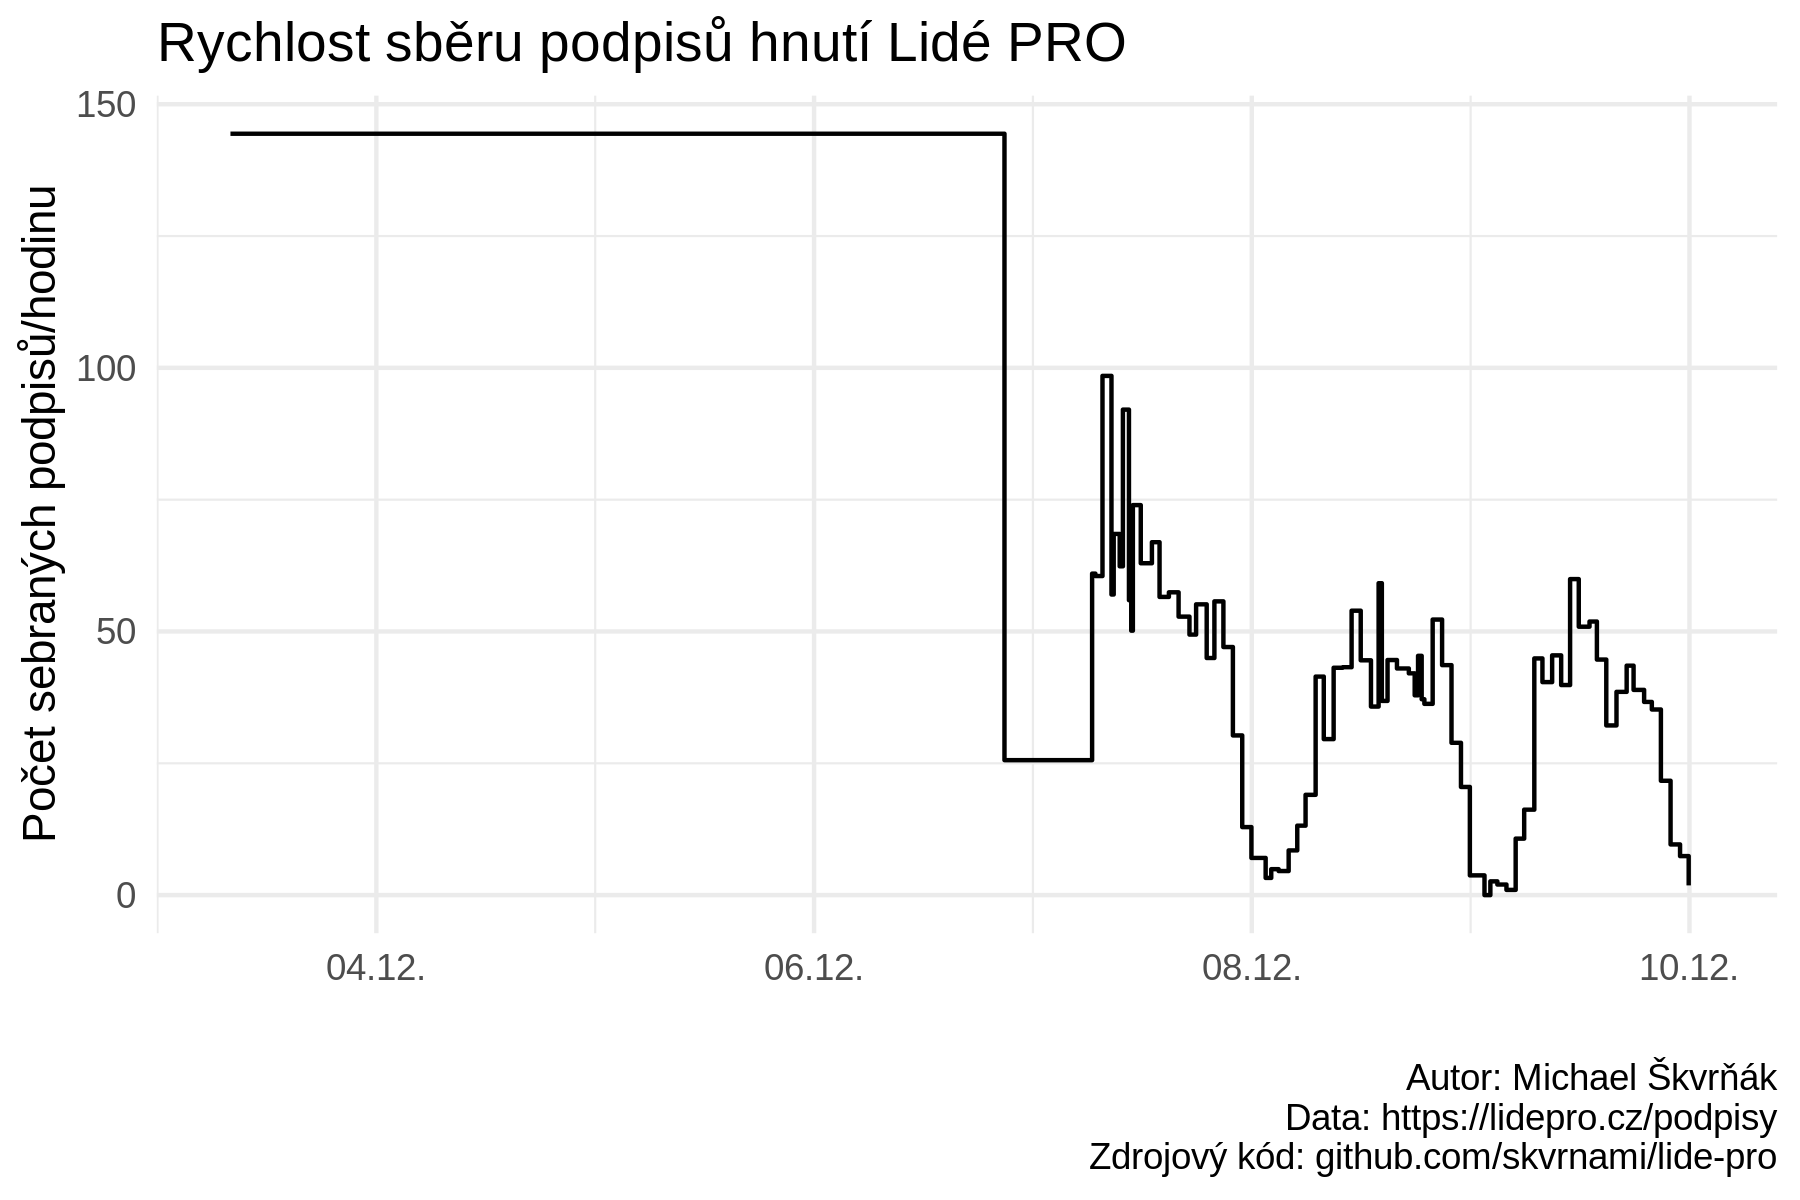 Rychlost sběru podpisů hnutí Lidé PRO
Počet sebraných podpisů/hodinu
150
100
50
0
04.12.
06.12.
08.12.
10.12.
Autor: Michael Škvrňák
Data: https://lidepro.cz/podpisy
Zdrojový kód: github.com/skvrnami/lide-pro